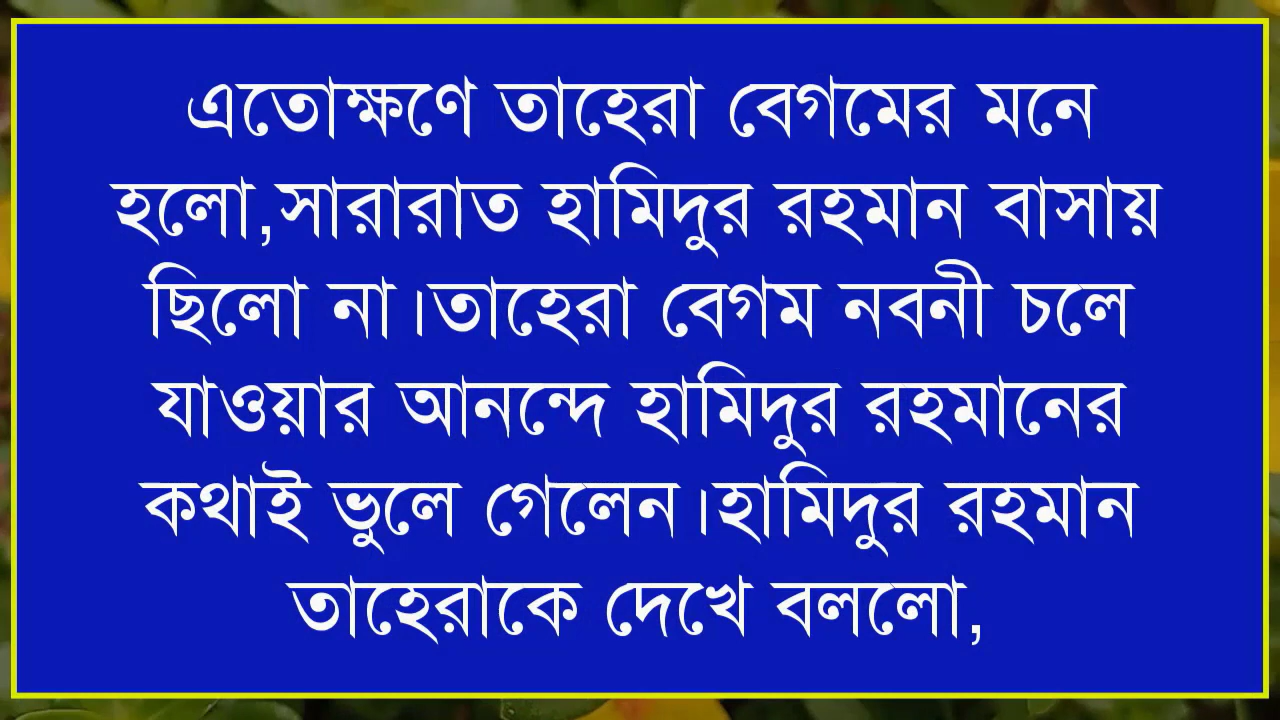 এতোক্ষণে তাহেরা বেগমের মনে
হলো,সারারাত হামিদুর রহমান বাসায়
ছিলো না।তাহেরা বেগম নবনী চলে
যাওয়ার আনন্দে হামিদুর রহমানের
কথাই ভুলে গেলেন।হামিদুর রহমান
তাহেরাকে দেখে বললো,